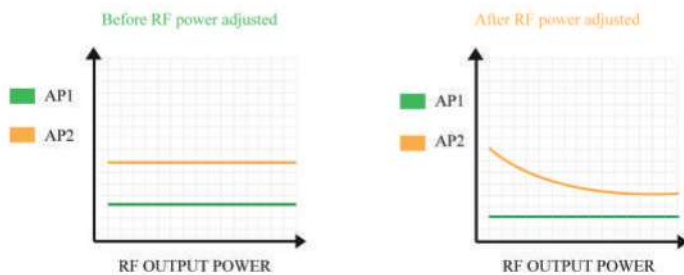 Before RF power adjusted
AP1
AP2
RF OUTPUT POWER
After RF power adjusted
AP1
AP2
RF OUTPUT POWER